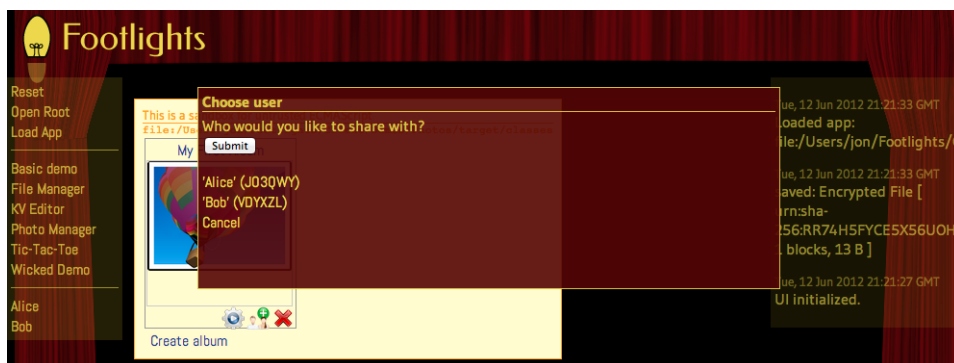 Footlights
Reset
Open Root
Load App
Basic demo
File Manager
KV Editor
Photo Manager
Tic-Tac-Toe
Wicked Demo
Alice
Bob
This is a sa
file:/Us
My
Create album
Choose user
Who would you like to share with?
Submit
'Alice' (JO3QWY)
'Bob' (VDYXZL)
Cancel
ue, 12 Jun 2012 21:21:33 GMT
oaded app:
ile:/Users/jon/Footlights/
ue, 12 Jun 2012 21:21:33 GMT
aved: Encrypted File [
rn:sha-
256:RR74H5FYCE5X56UOH
blocks, 13 B ]
ue, 12 Jun 2012 21:21:27 GMT
UI initialized.